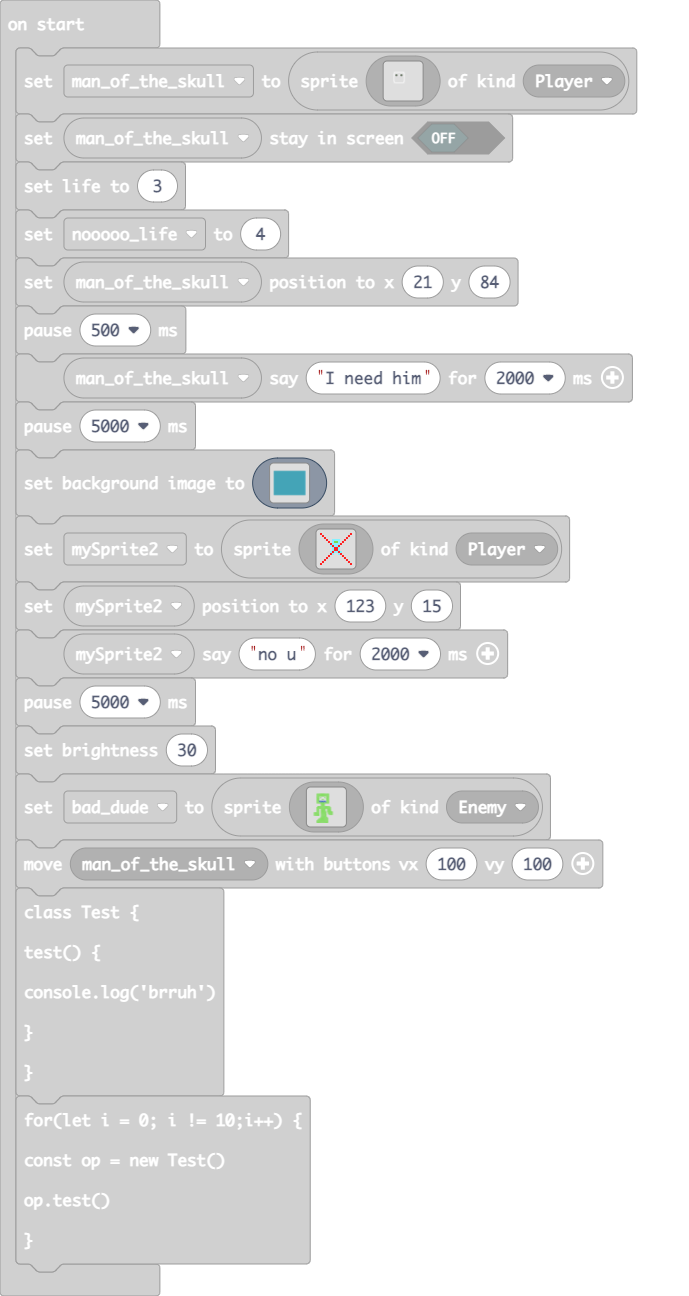 on start
set man_of_the_skull to sprite of kind Player
set man_of_the_skull stay in screen OFF
set life to 3
set nooooo_life to 4
set man_of_the_skull position to x 21 y 84
pause 500 ms
man_of_the_skull say "I need him" for 2000 ms
pause 5000 ms
set background image to
set mySprite2 to sprite of kind Player
set mySprite2 position to x 123 y 15
mySprite2 say "no u" for 2000 ms
pause 5000 ms
set brightness 30
set bad_dude to sprite of kind Enemy
move man_of_the_skull with buttons vx 100 vy 100
class Test {
test() {
console.log('brruh')
}
}
for(let i = 0; i != 10;i++) {
const op = new Test()
op.test()
}